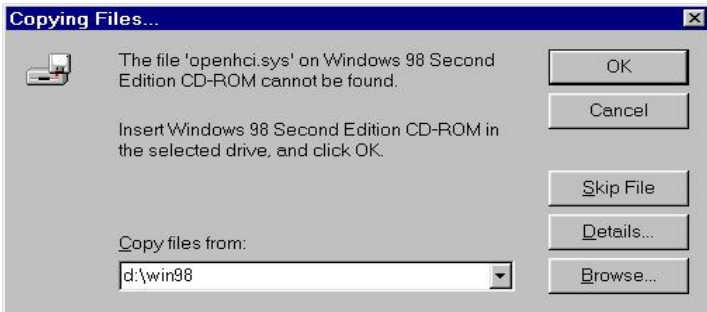 Copying Files...
The file 'openhci.sys' on Windows 98 Second
Edition CD-ROM cannot be found.
Insert Windows 98 Second Edition CD-ROM in
the selected drive, and click OK.
Copy files from:
d:\win98
OK
Cancel
Skip File
Details...
Browse...